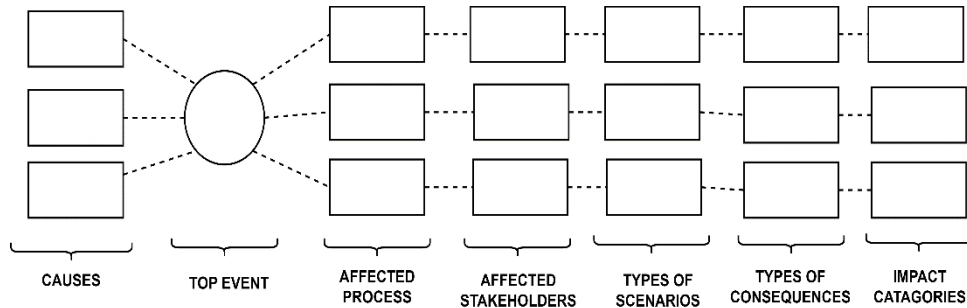 CAUSES
TOP EVENT
AFFECTED
PROCESS
AFFECTED
STAKEHOLDERS
TYPES OF
SCENARIOS
TYPES OF
CONSEQUENCES
IMPACT
CATAGORIES